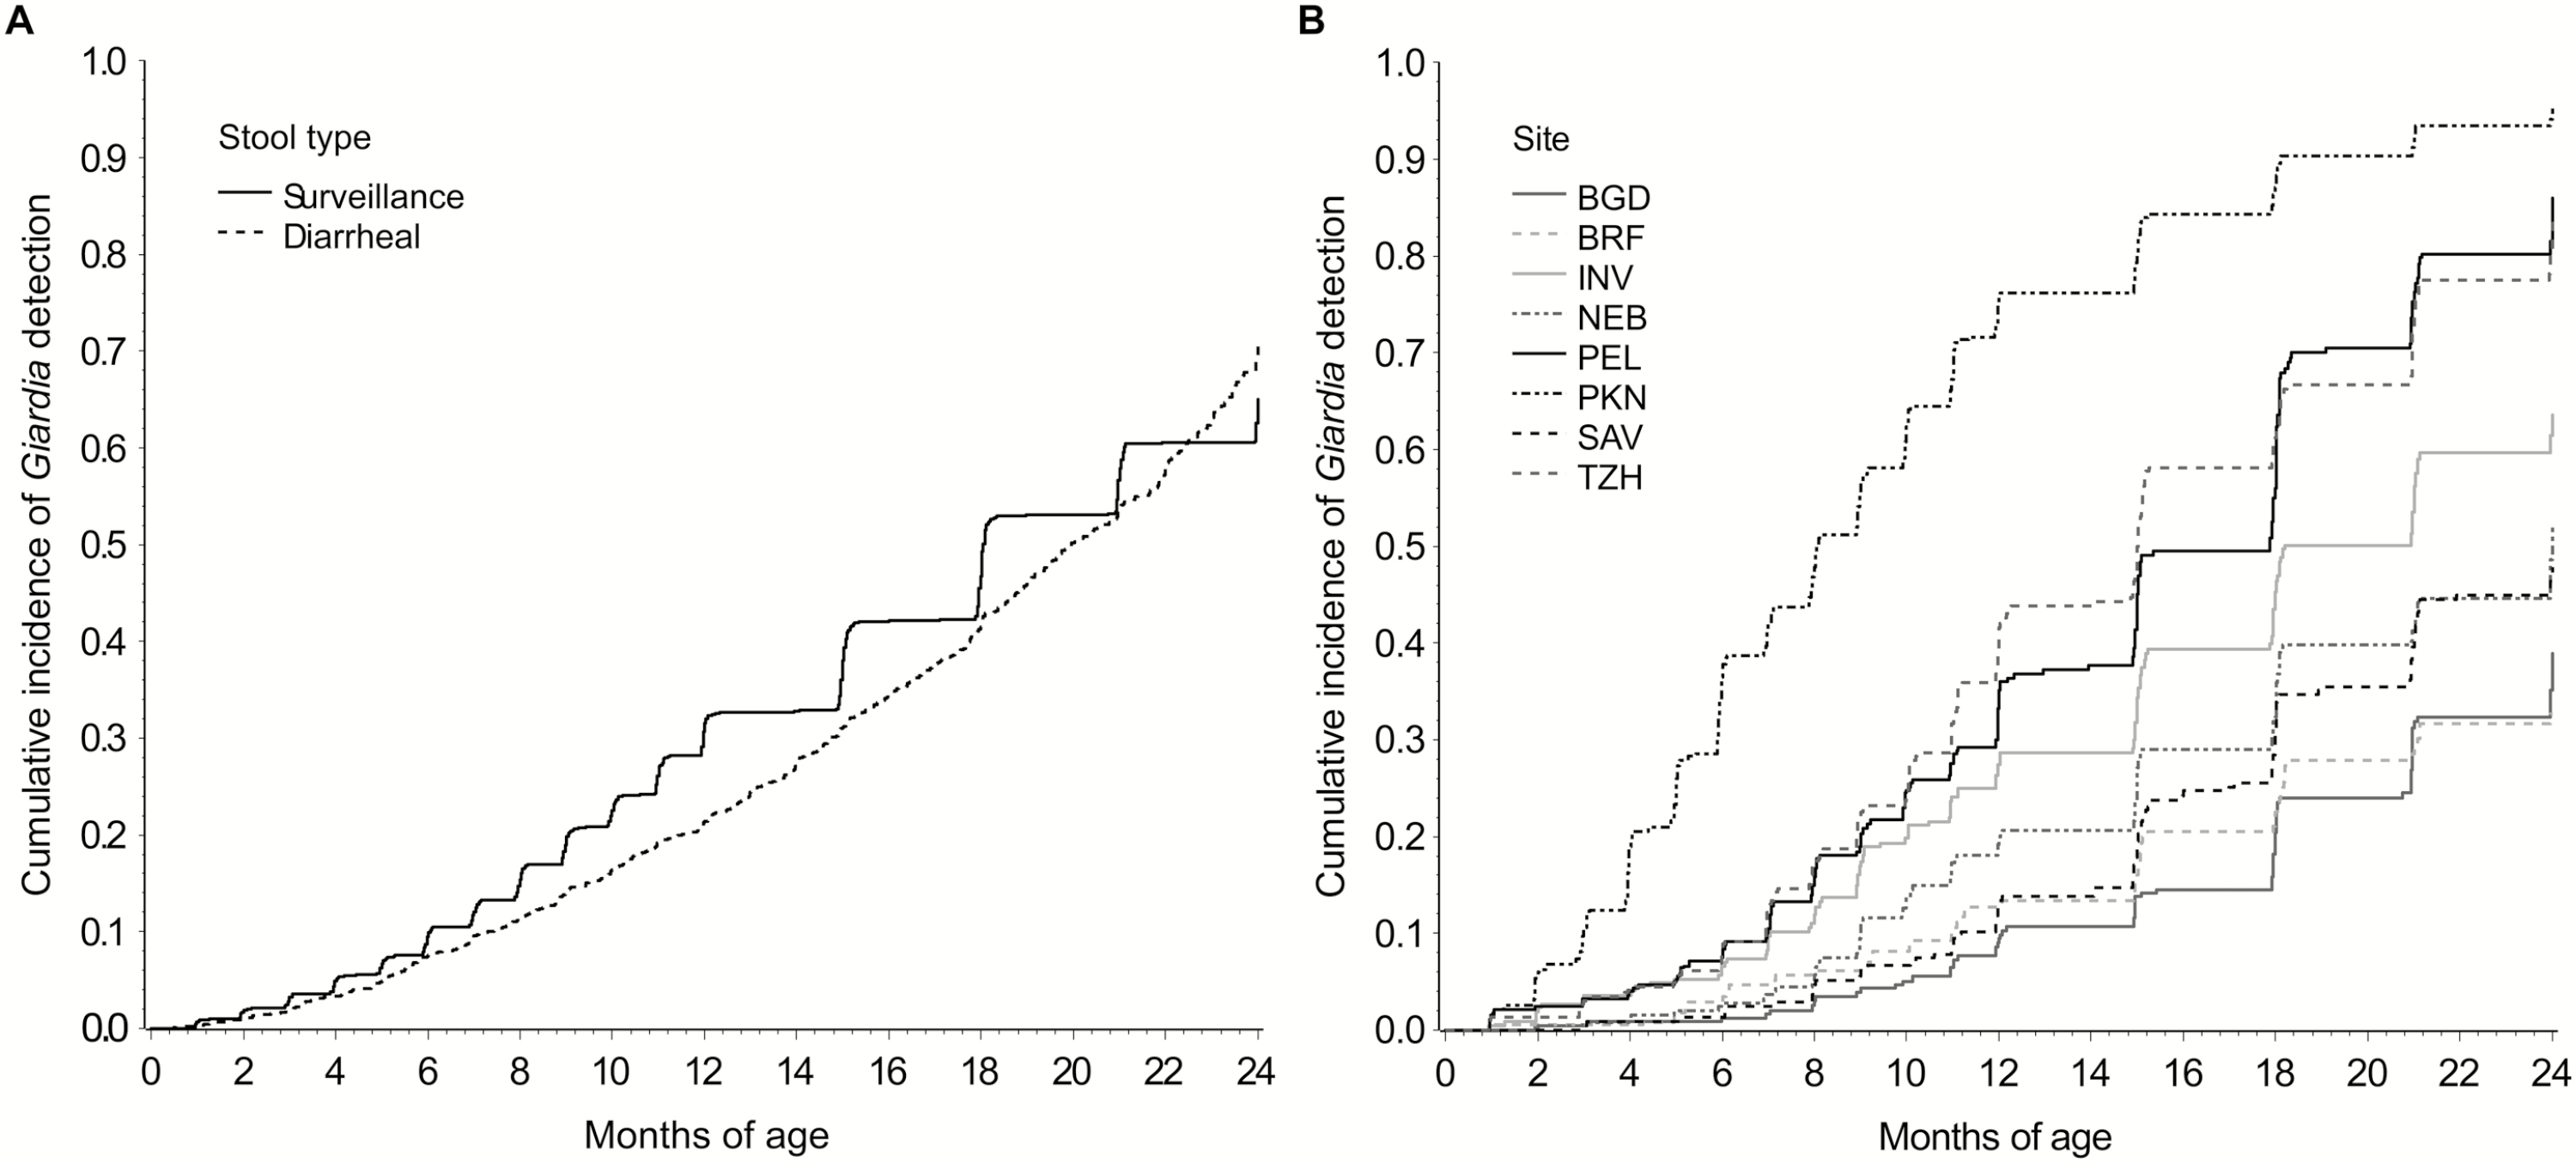 A
Cumulative incidence of Giardia detection
1.0
0.9
0.8
0.7
0.6
0.5
0.4
0.3
0.2
0.1
0.0
Stool type
Surveillance
Diarrheal
0 2 4 6 8 10 12 14 16 18 20 22 24
Months of age
B
Cumulative incidence of Giardia detection
1.0
0.9
0.8
0.7
0.6
0.5
0.4
0.3
0.2
0.1
0.0
Site
BGD
BRF
INV
NEB
PEL
PKN
SAV
TZH
0 2 4 6 8 10 12 14 16 18 20 22 24
Months of age